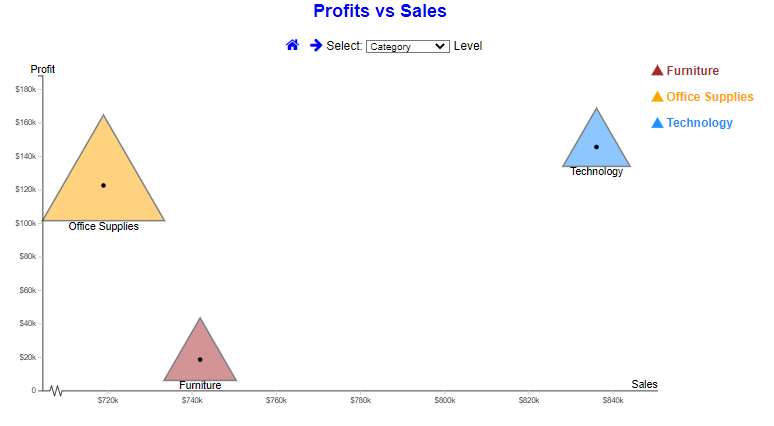 Profits vs Sales
Select: Category Level
Profit
Furniture
Office Supplies
Technology
$180k
$160k
$140k
$120k
$100k
$80k
$60k
$40k
$20k
0
Technology
Office Supplies
Furniture
Sales
$720k $740k $760k $780k $800k $820k $840k